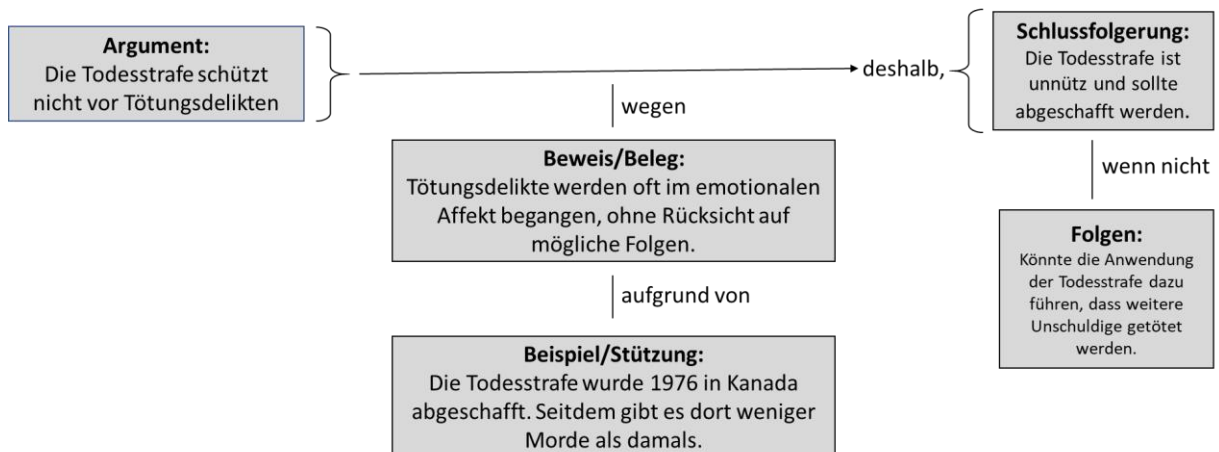 Argument:
Die Todesstrafe schützt
nicht vor Tötungsdelikten
deshalb,
Schlussfolgerung:
Die Todesstrafe ist
unnütz und sollte
abgeschafft werden.
wegen
Beweis/Beleg:
Tötungsdelikte werden oft im emotionalen
Affekt begangen, ohne Rücksicht auf
mögliche Folgen.
wenn nicht
Folgen:
Könnte die Anwendung
der Todesstrafe dazu
führen, dass weitere
Unschuldige getötet
werden.
aufgrund von
Beispiel/Stützung:
Die Todesstrafe wurde 1976 in Kanada
abgeschafft. Seitdem gibt es dort weniger
Morde als damals.